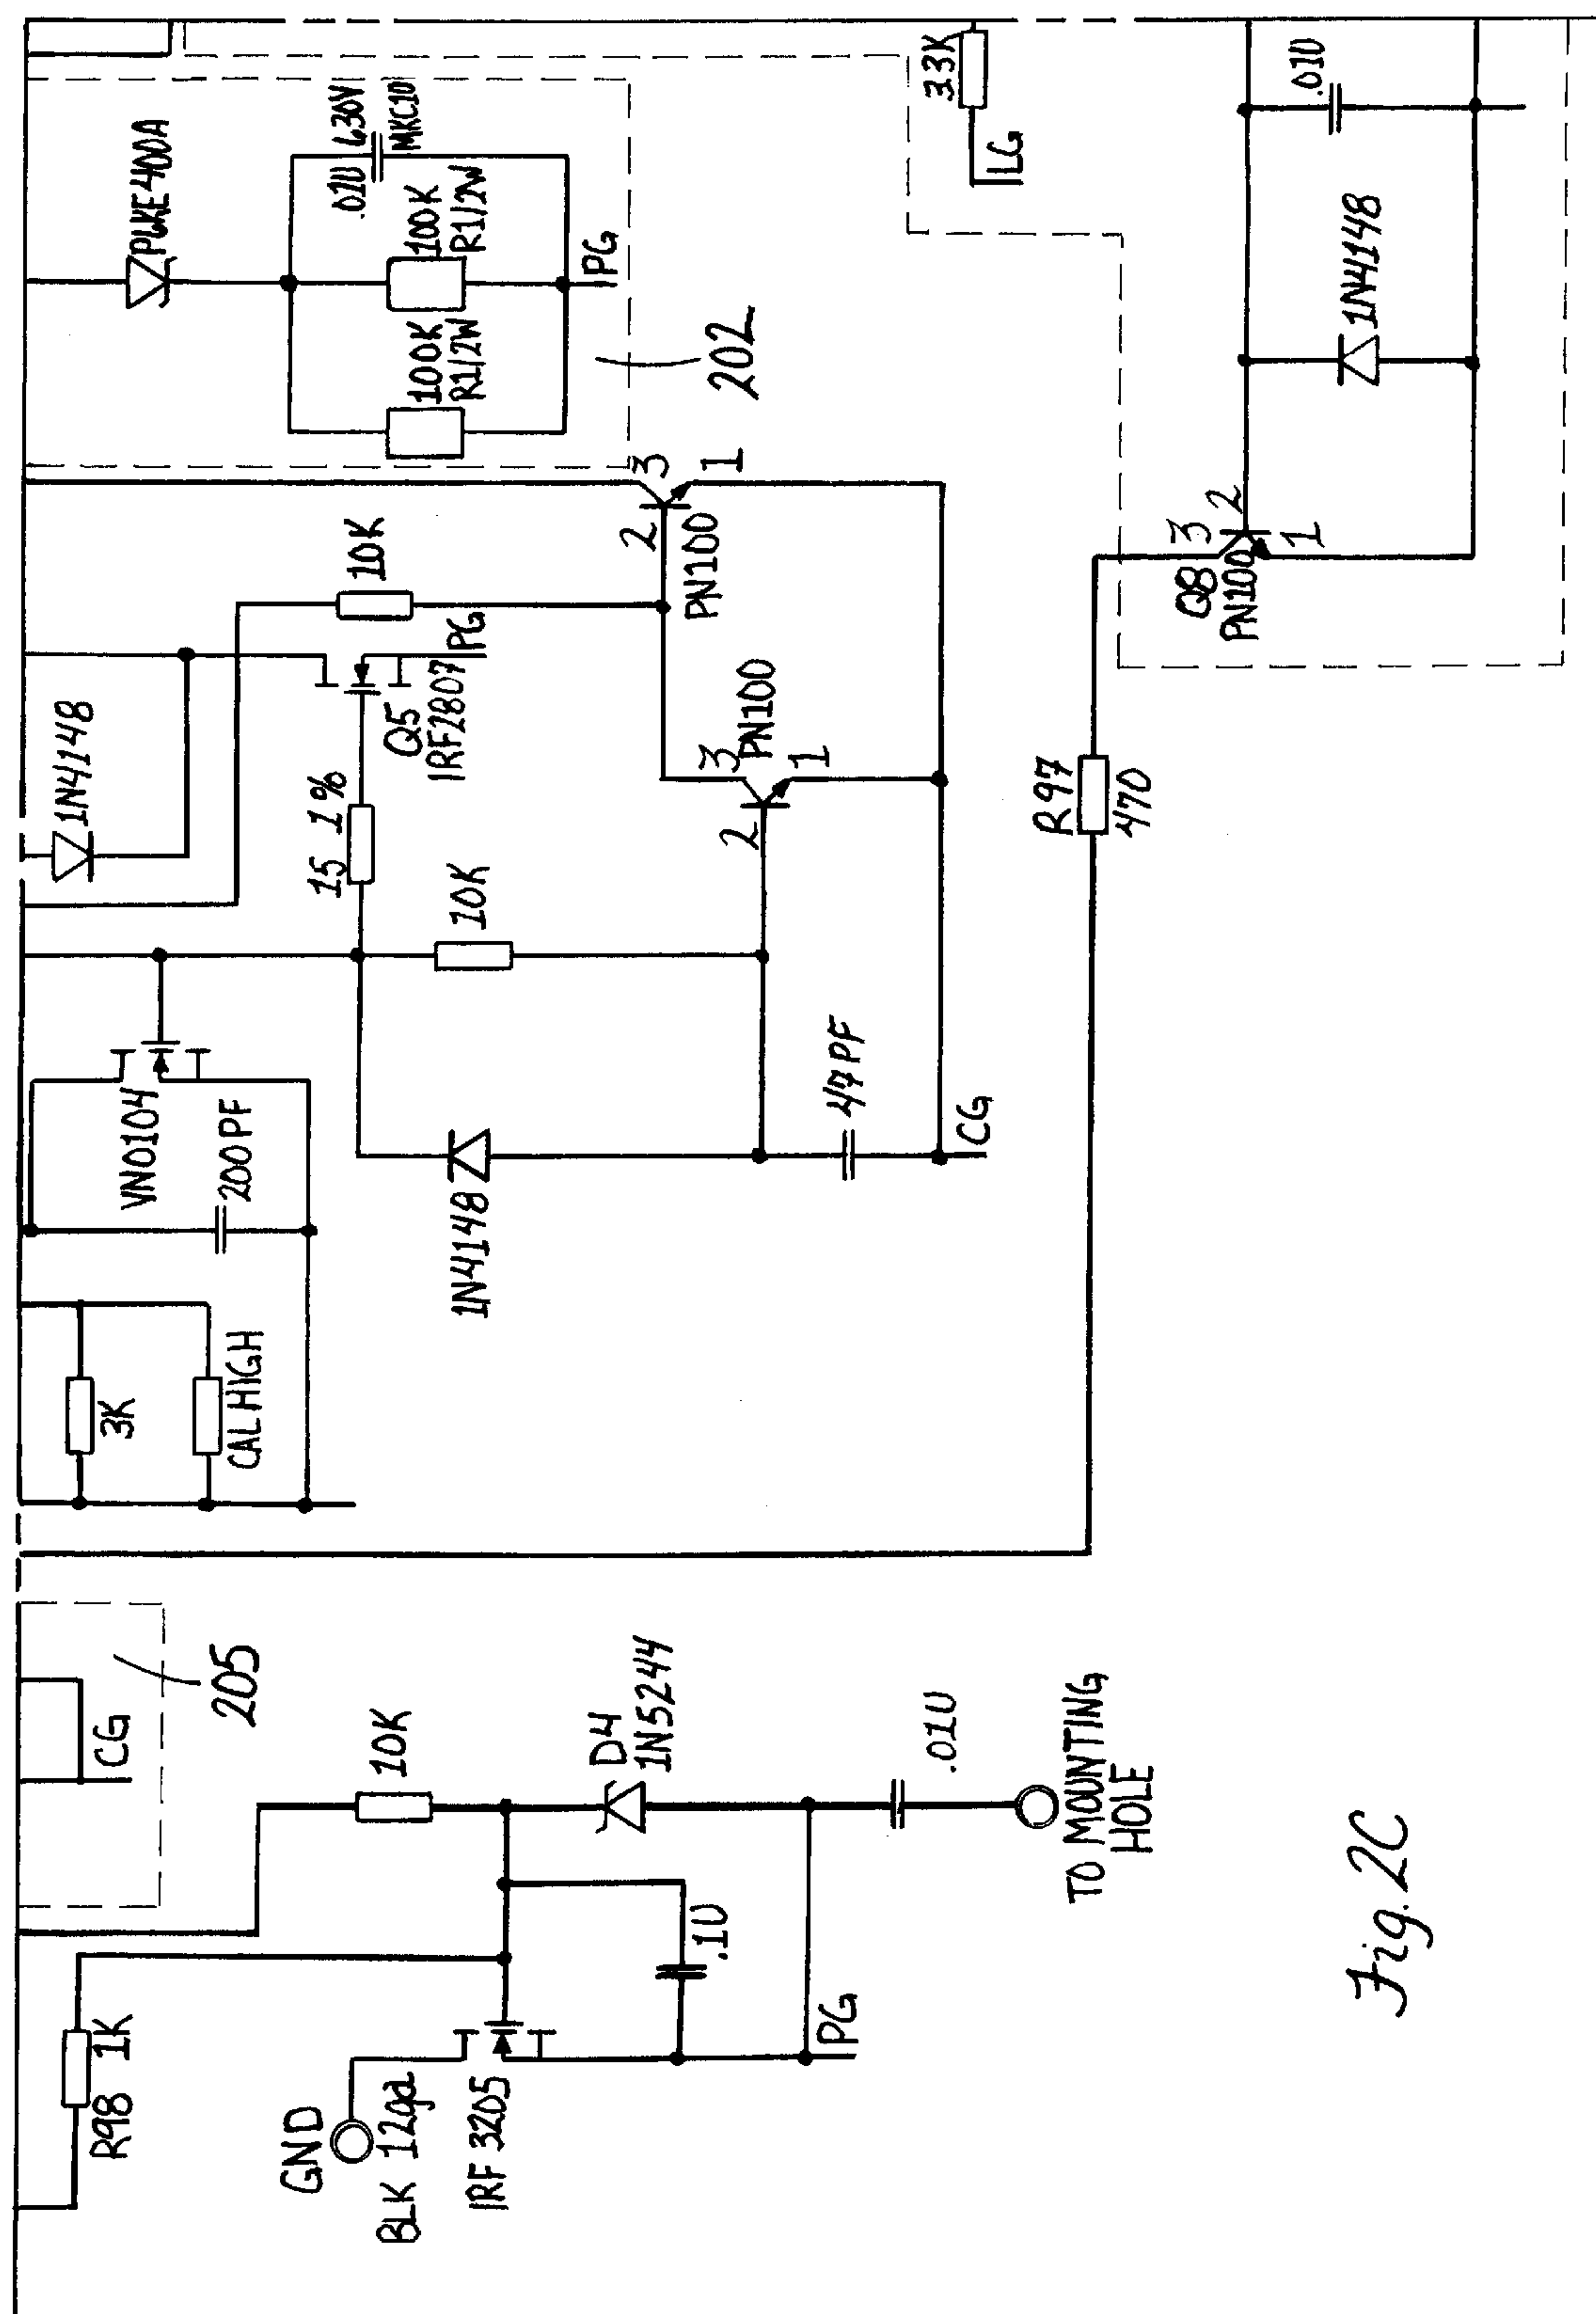 R98 1K
GND
BLK 12ga
IRF 3205
10K
D4
1N5244
.1U
PG
.01U
TO MOUNTING
HOLE
CG
205
3K
CAL HIGH
VN0104
200PF
1N4148
47PF
CG
10K
15 1%
1N4148
Q5
IRF2807
PG
10K
2
3
PN100
1
2
3
PN100
1
P6KE400A
100K
R1/2W
100K
R1/2W
.01U 630V
MKC10
PG
202
R97
470
33K
LG
Q8
PN100
3
2
1
1N4148
.01U
Fig. 2C